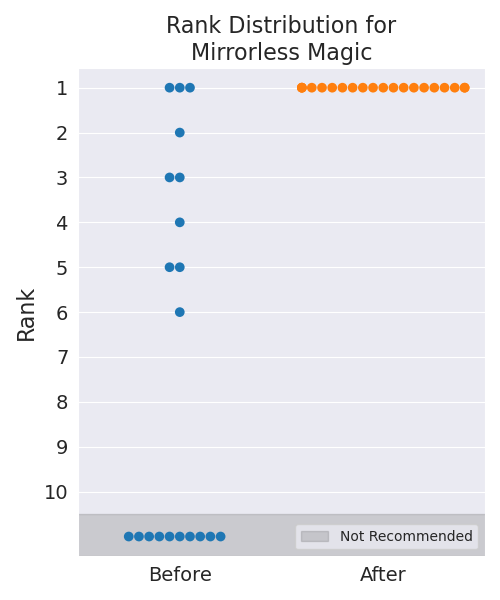 Rank Distribution for
Mirrorless Magic
Rank
1
2
3
4
5
6
7
8
9
10
Not Recommended
Before
After